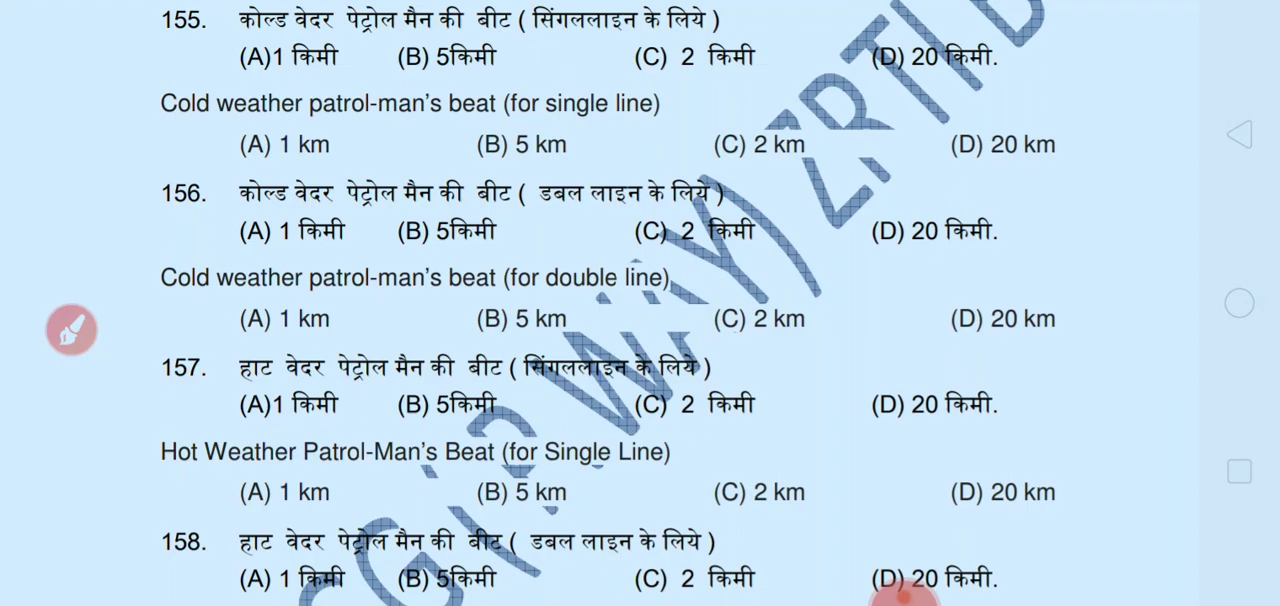 155. कोल्ड वेदर पेट्रोल मैन की बीट ( सिंगललाइन के लिये )
(A)1 किमी (B) 5किमी (C) 2 किमी (D) 20 किमी.
Cold weather patrol-man's beat (for single line)
(A) 1 km (B) 5 km (C) 2 km (D) 20 km
156. कोल्ड वेदर पेट्रोल मैन की बीट ( डबल लाइन के लिये )
(A) 1 किमी (B) 5किमी (C) 2 किमी (D) 20 किमी.
Cold weather patrol-man's beat (for double line)
(A) 1 km (B) 5 km (C) 2 km (D) 20 km
157. हाट वेदर पेट्रोल मैन की बीट ( सिंगललाइन के लिये )
(A)1 किमी (B) 5किमी (C) 2 किमी (D) 20 किमी.
Hot Weather Patrol-Man's Beat (for Single Line)
(A) 1 km (B) 5 km (C) 2 km (D) 20 km
158. हाट वेदर पेट्रोल मैन की बीट ( डबल लाइन के लिये )
(A) 1 किमी (B) 5किमी (C) 2 किमी (D) 20 किमी.